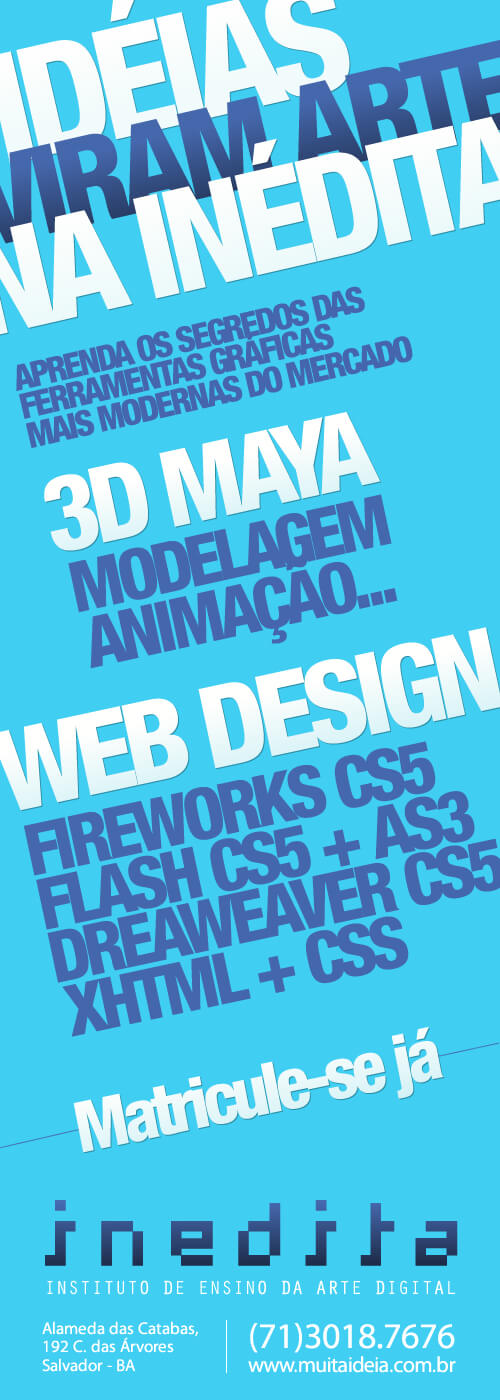 IDÉIAS
VIRAM ARTE
NA INÉDITA
APRENDA OS SEGREDOS DAS
FERRAMENTAS GRÁFICAS
MAIS MODERNAS DO MERCADO
3D MAYA
MODELAGEM
ANIMAÇÃO...
WEB DESIGN
FIREWORKS CS5
FLASH CS5 + AS3
DREAWEAVER CS5
XHTML + CSS
Matricule-se já
inedita
INSTITUTO DE ENSINO DA ARTE DIGITAL
Alameda das Catabas,
192 C. das Árvores
Salvador - BA
(71)3018.7676
www.muitaideia.com.br